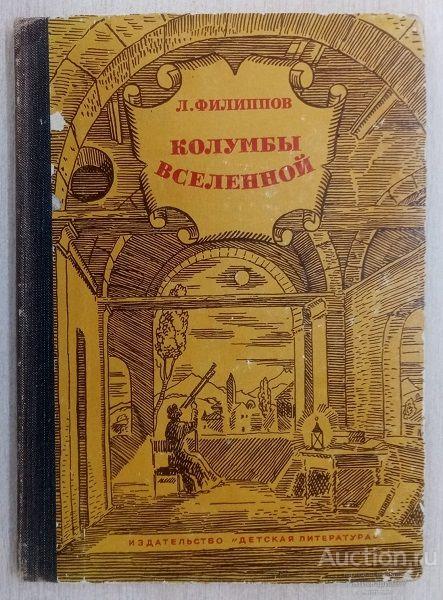 Л. ФИЛИППОВ
КОЛУМБЫ
ВСЕЛЕННОЙ
ИЗДАТЕЛЬСТВО „ДЕТСКАЯ ЛИТЕРАТУРА"
Auction.ru